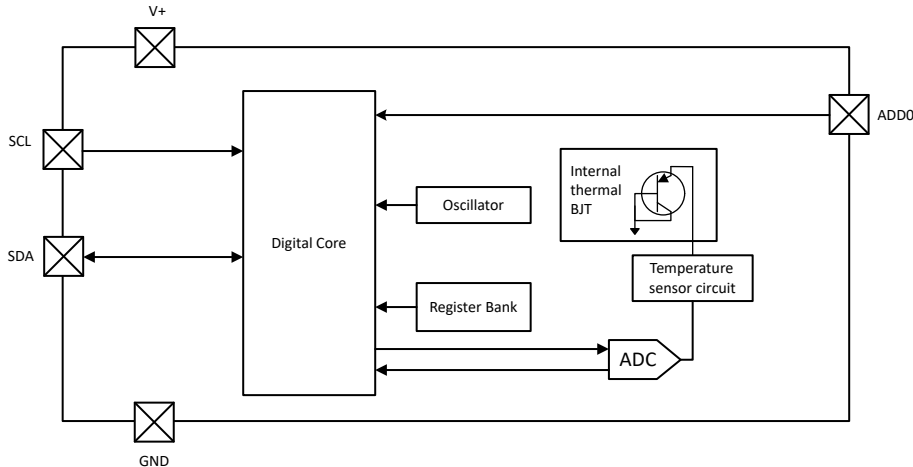 V+
SCL
ADD0
Internal
thermal
BJT
Oscillator
SDA
Digital Core
Temperature
sensor circuit
Register Bank
ADC
GND